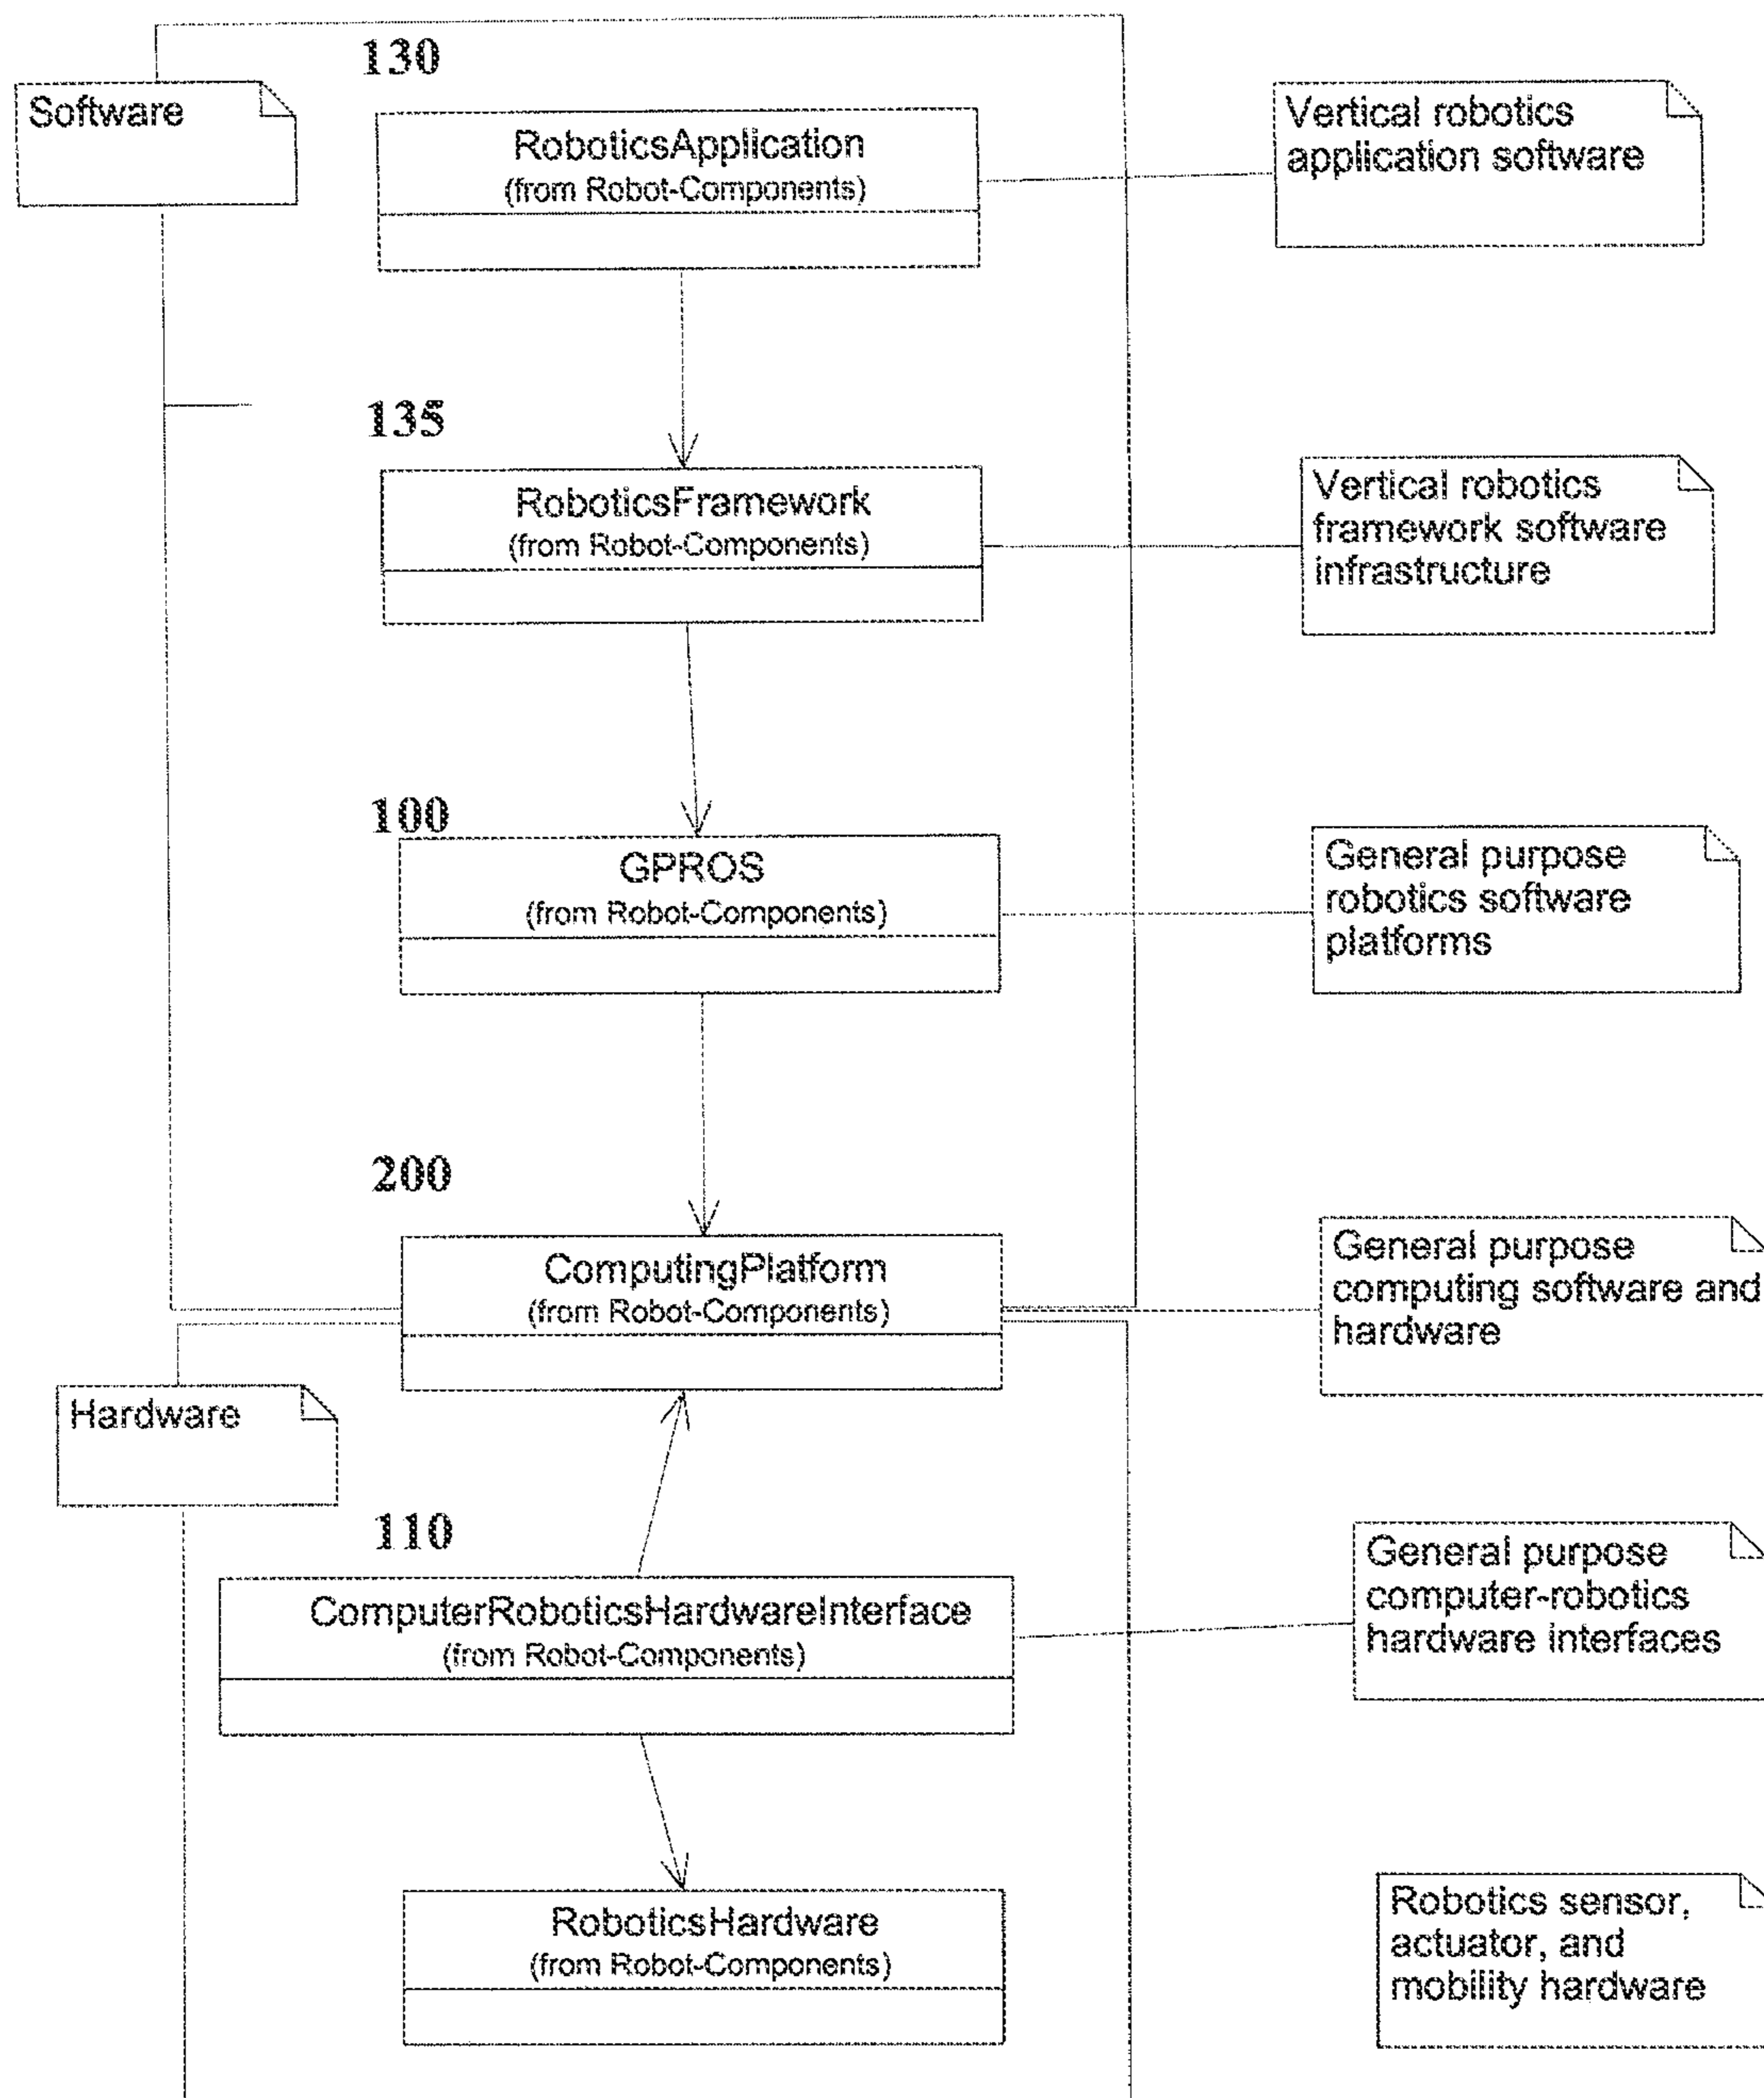 130
Software
RoboticsApplication
(from Robot-Components)
Vertical robotics
application software
135
RoboticsFramework
(from Robot-Components)
Vertical robotics
framework software
infrastructure
100
GPROS
(from Robot-Components)
General purpose
robotics software
platforms
200
ComputingPlatform
(from Robot-Components)
General purpose
computing software and
hardware
Hardware
110
ComputerRoboticsHardwareInterface
(from Robot-Components)
General purpose
computer-robotics
hardware interfaces
RoboticsHardware
(from Robot-Components)
Robotics sensor,
actuator, and
mobility hardware